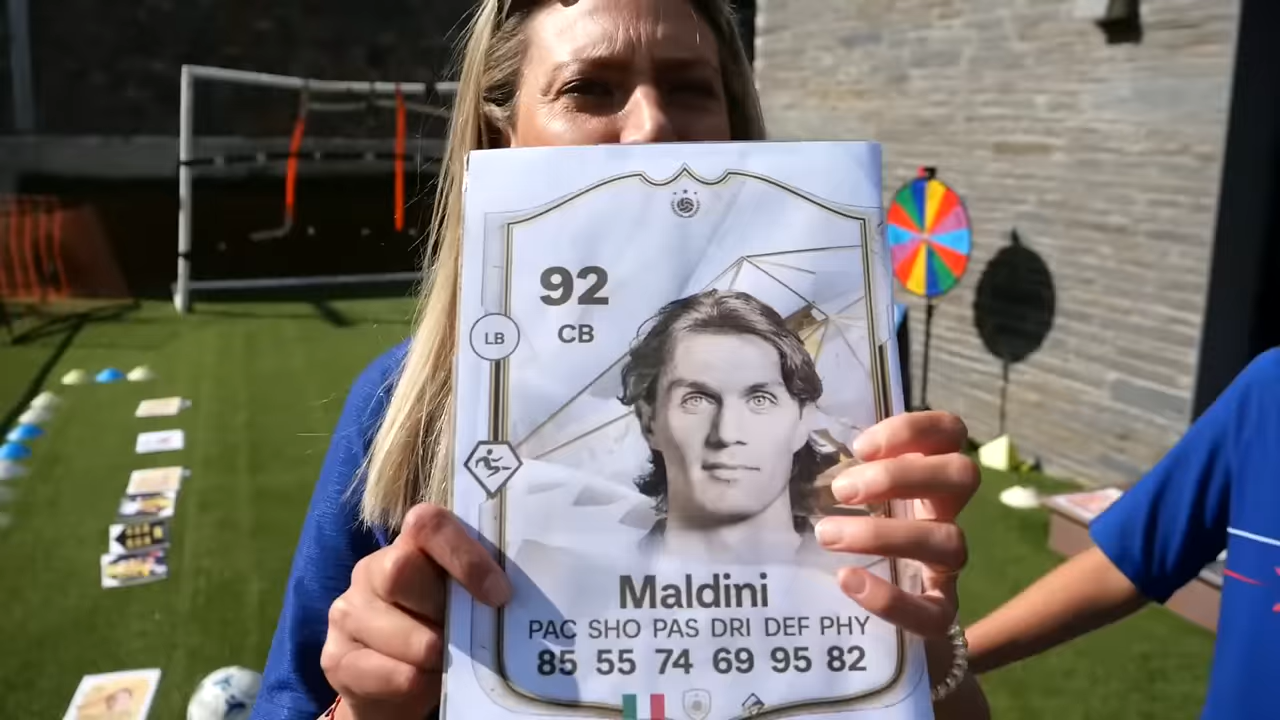 92
CB
LB
Maldini
PAC SHO PAS DRI DEF PHY
85 55 74 69 95 82